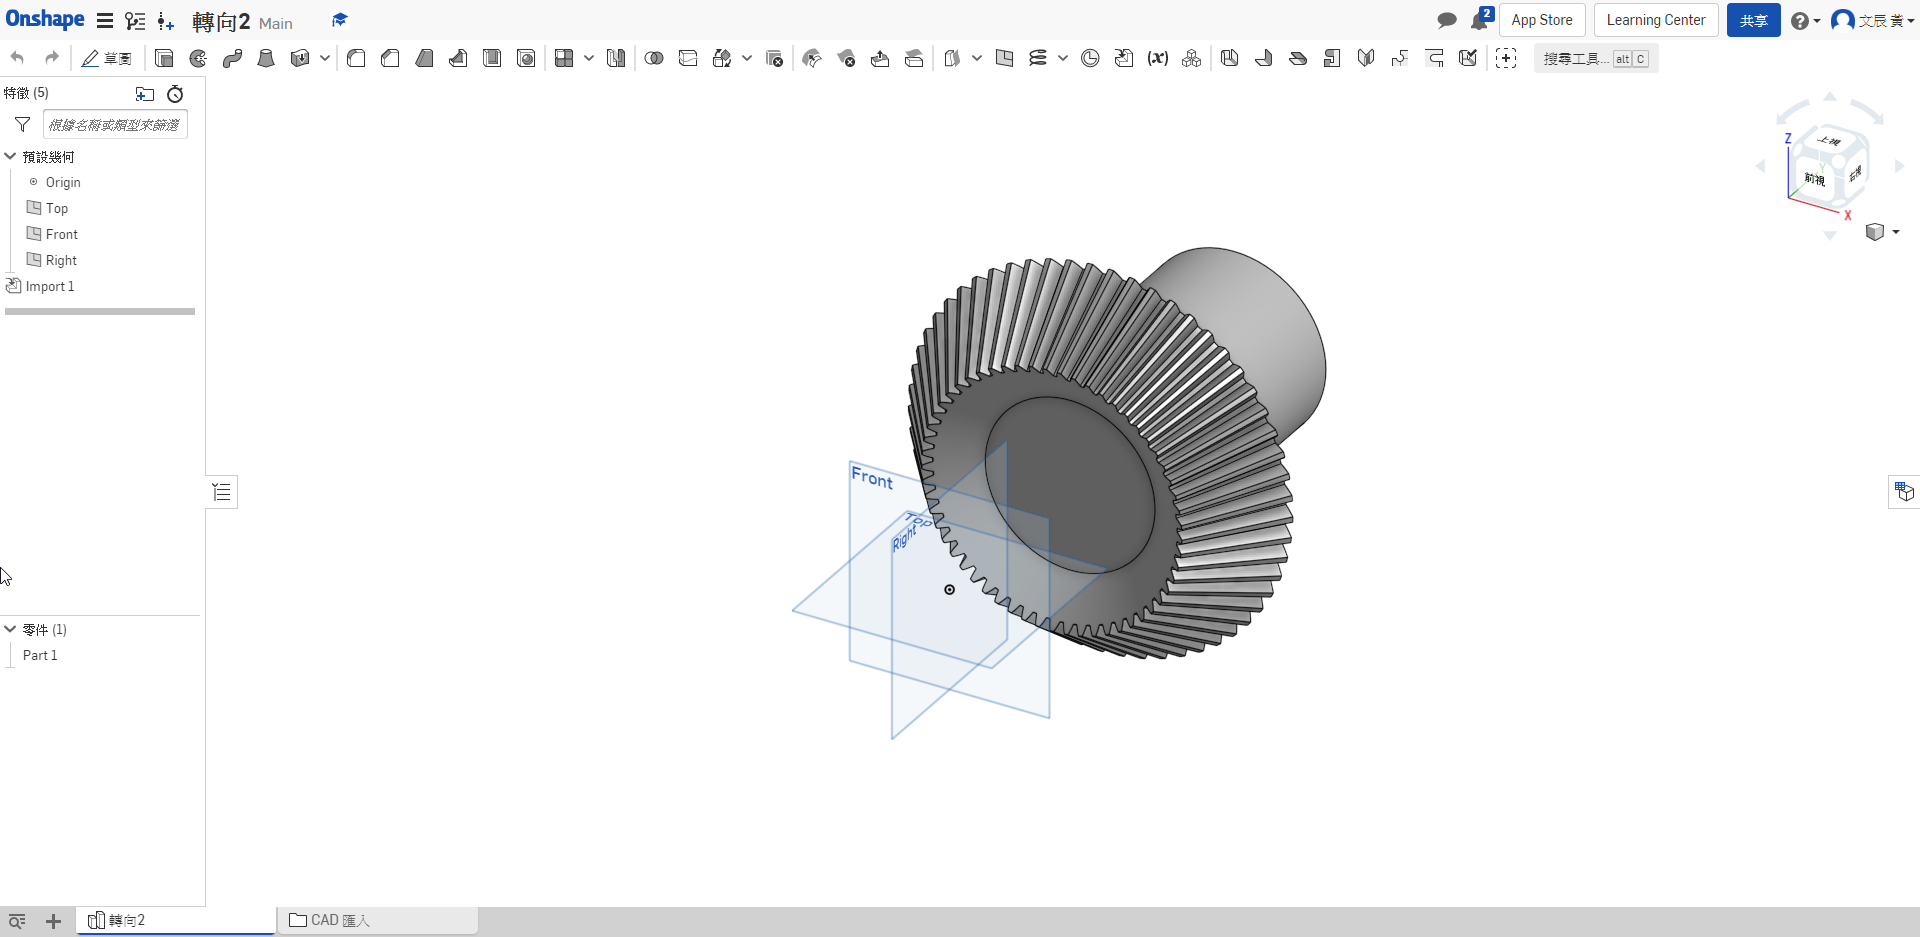 Onshape
轉向2 Main
2
App Store
Learning Center
共享
文辰 黃
草圖
(x)
搜尋工具... alt C
特徵 (5)
根據名稱或類型來篩選
預設幾何
Origin
Top
Front
Right
Import 1
零件 (1)
Part 1
Front
Top
Right
Z
上視
Y
前視
右視
X
轉向2
CAD 匯入